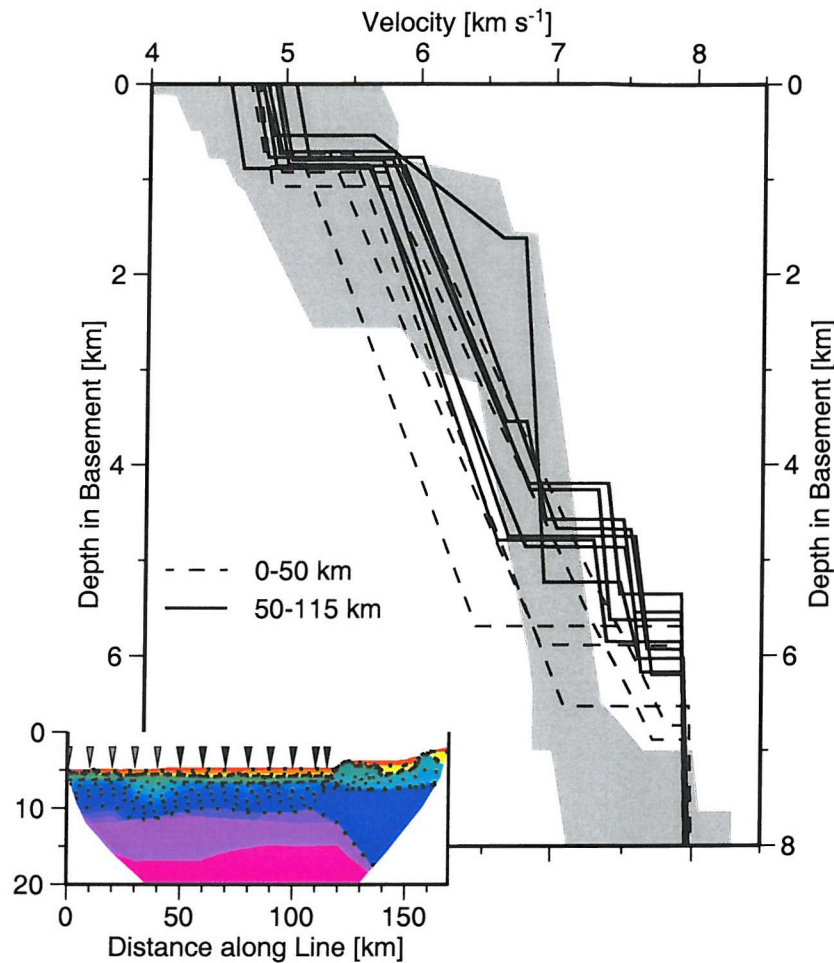 Velocity [km s⁻¹]
4 5 6 7 8
0 0
2 2
4 4
6 6
8
Depth in Basement [km]
Depth in Basement [km]
0-50 km
50-115 km
0
10
20
0 50 100 150
Distance along Line [km]